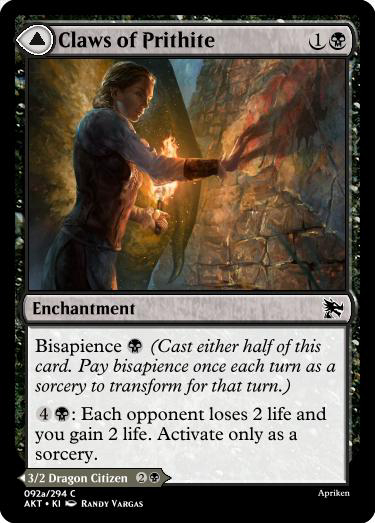 Claws of Prithite 1
Enchantment
Bisapience (Cast either half of this
card. Pay bisapience once each turn as a
sorcery to transform for that turn.)
4 : Each opponent loses 2 life and
you gain 2 life. Activate only as a
sorcery.
3/2 Dragon Citizen 2
092a/294 C
AKT • KI Randy Vargas
Apriken